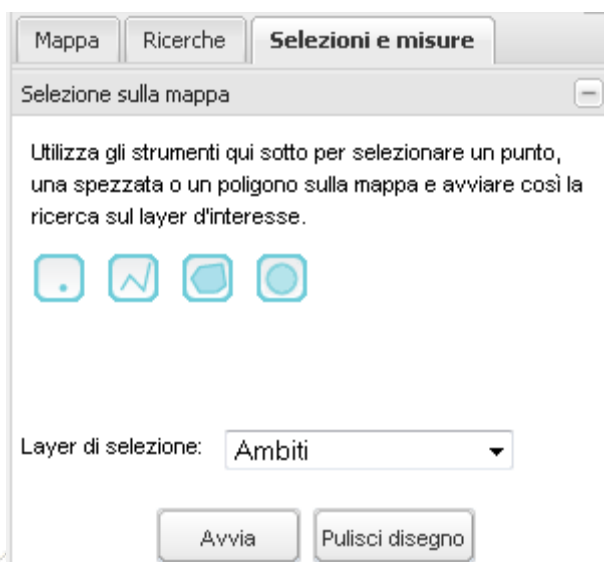 Mappa Ricerche Selezioni e misure
Selezione sulla mappa
Utilizza gli strumenti qui sotto per selezionare un punto,
una spezzata o un poligono sulla mappa e avviare così la
ricerca sul layer d'interesse.
Layer di selezione: Ambiti
Avvia Pulisci disegno